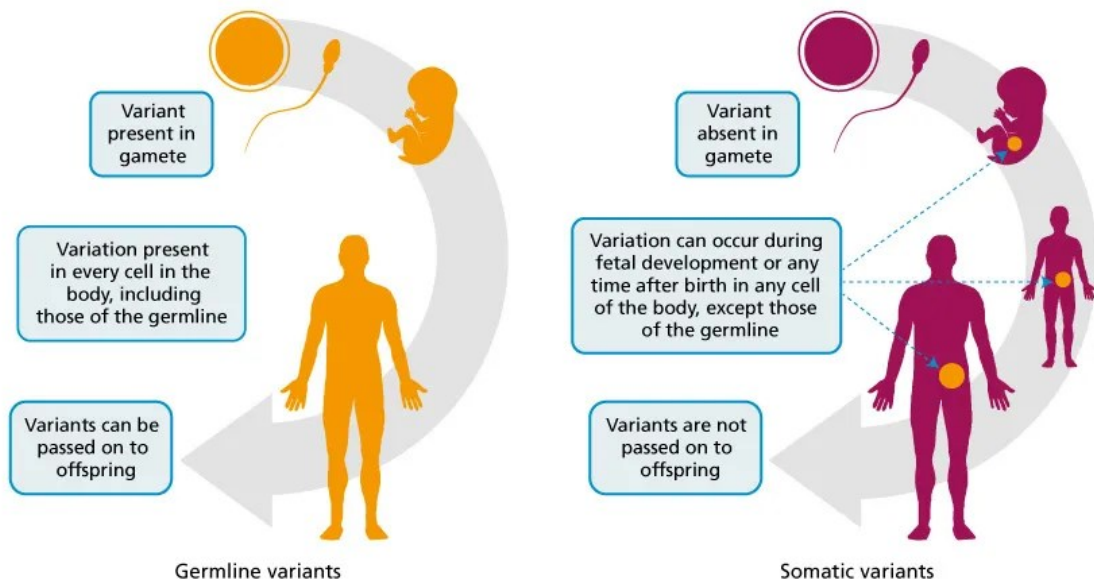 Variant
present in
gamete
Variation present
in every cell in the
body, including
those of the germline
Variants can be
passed on to
offspring
Germline variants
Variant
absent in
gamete
Variation can occur during
fetal development or any
time after birth in any cell
of the body, except those
of the germline
Variants are not
passed on to
offspring
Somatic variants